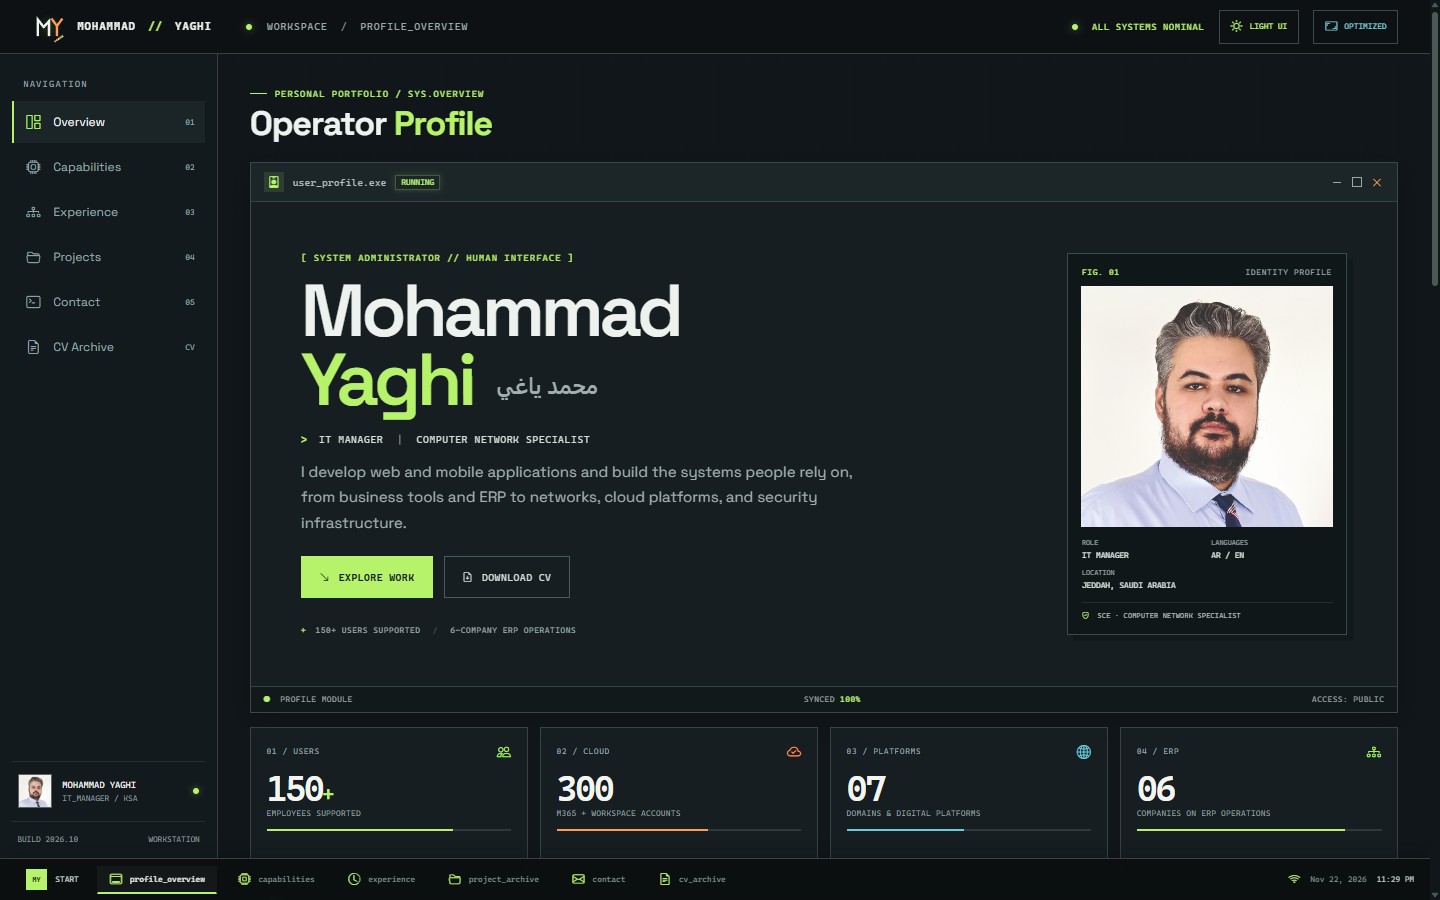 MY MOHAMMAD // YAGHI
WORKSPACE / PROFILE_OVERVIEW
ALL SYSTEMS NOMINAL
LIGHT UI
OPTIMIZED
NAVIGATION
Overview 01
Capabilities 02
Experience 03
Projects 04
Contact 05
CV Archive CV
MOHAMMAD YAGHI
IT_MANAGER / KSA
BUILD 2026.10 WORKSTATION
PERSONAL PORTFOLIO / SYS.OVERVIEW
Operator Profile
user_profile.exe RUNNING
[ SYSTEM ADMINISTRATOR // HUMAN INTERFACE ]
Mohammad
Yaghi محمد ياغي
> IT MANAGER | COMPUTER NETWORK SPECIALIST
I develop web and mobile applications and build the systems people rely on,
from business tools and ERP to networks, cloud platforms, and security
infrastructure.
EXPLORE WORK
DOWNLOAD CV
+ 150+ USERS SUPPORTED / 6-COMPANY ERP OPERATIONS
FIG. 01 IDENTITY PROFILE
ROLE LANGUAGES
IT MANAGER AR / EN
LOCATION
JEDDAH, SAUDI ARABIA
SCE · COMPUTER NETWORK SPECIALIST
PROFILE MODULE SYNCED 100% ACCESS: PUBLIC
01 / USERS
150+
EMPLOYEES SUPPORTED
02 / CLOUD
300
M365 + WORKSPACE ACCOUNTS
03 / PLATFORMS
07
DOMAINS & DIGITAL PLATFORMS
04 / ERP
06
COMPANIES ON ERP OPERATIONS
MY START
profile_overview
capabilities
experience
project_archive
contact
cv_archive
Nov 22, 2026 11:29 PM